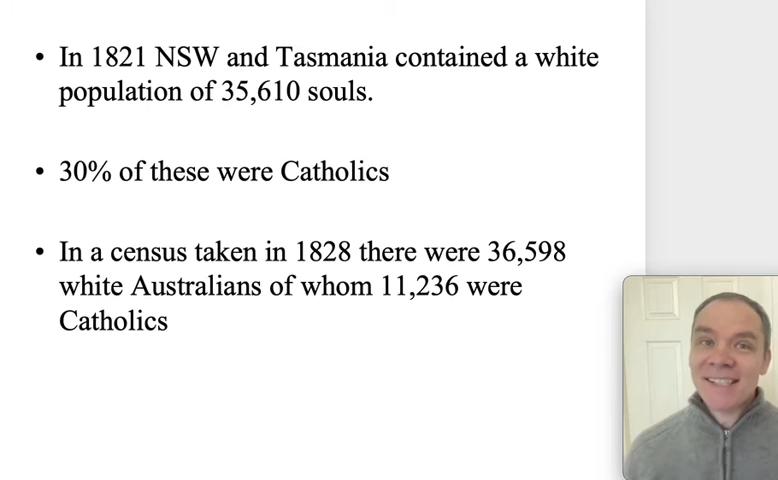 • In 1821 NSW and Tasmania contained a white
population of 35,610 souls.
• 30% of these were Catholics
• In a census taken in 1828 there were 36,598
white Australians of whom 11,236 were
Catholics